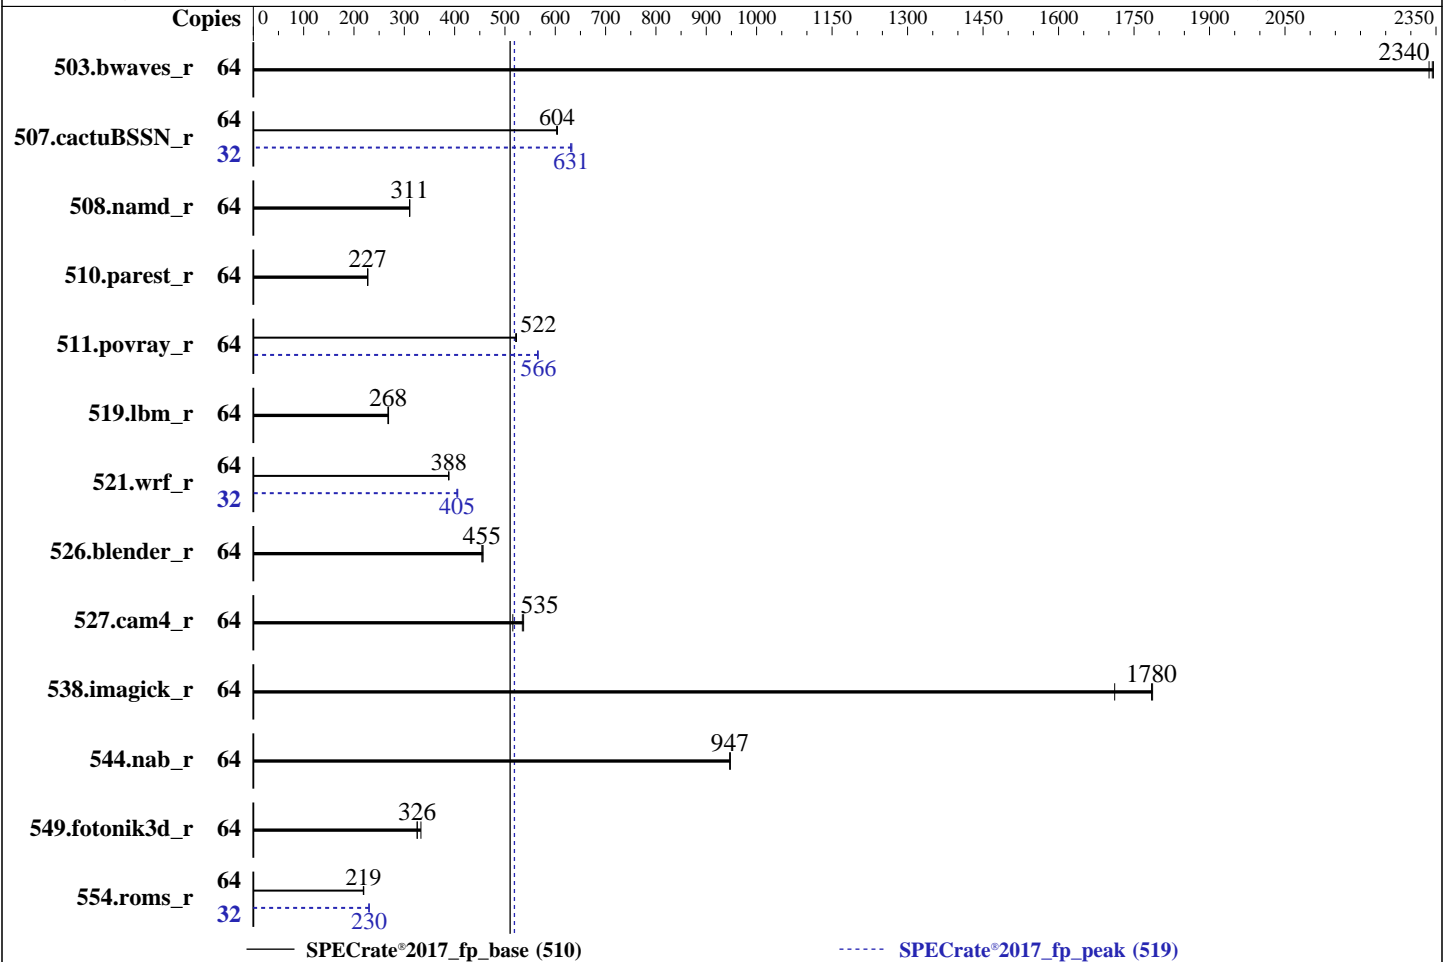 Copies 0 100 200 300 400 500 600 700 800 900 1000 1150 1300 1450 1600 1750 1900 2050 2350
503.bwaves_r 64 2340
507.cactuBSSN_r 64 604
32 631
508.namd_r 64 311
510.parest_r 64 227
511.povray_r 64 522
566
519.lbm_r 64 268
521.wrf_r 64 388
32 405
526.blender_r 64 455
527.cam4_r 64 535
538.imagick_r 64 1780
544.nab_r 64 947
549.fotonik3d_r 64 326
554.roms_r 64 219
32 230
SPECrate®2017_fp_base (510) SPECrate®2017_fp_peak (519)